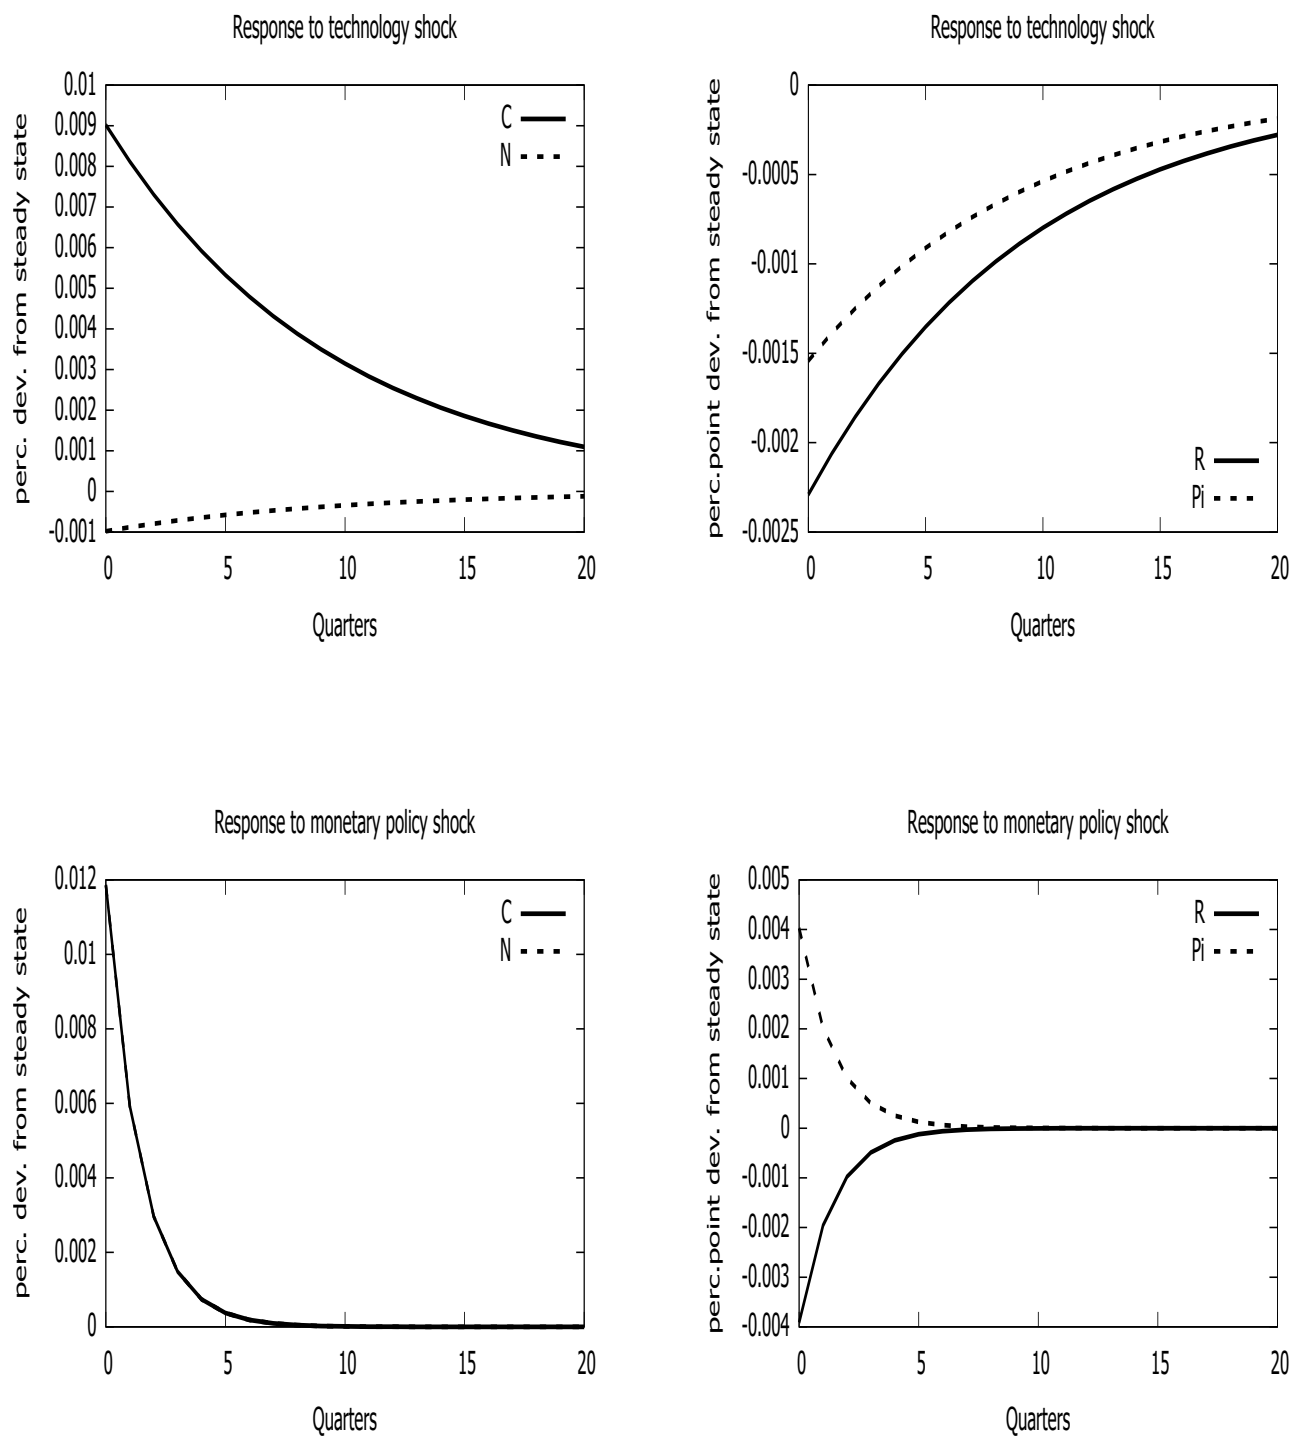 Response to technology shock
perc. dev. from steady state
0.01
0.009
0.008
0.007
0.006
0.005
0.004
0.003
0.002
0.001
0
-0.001
C
N
0 5 10 15 20
Quarters
Response to technology shock
perc.point dev. from steady state
0
-0.0005
-0.001
-0.0015
-0.002
-0.0025
R
Pi
0 5 10 15 20
Quarters
Response to monetary policy shock
perc. dev. from steady state
0.012
0.01
0.008
0.006
0.004
0.002
0
C
N
0 5 10 15 20
Quarters
Response to monetary policy shock
perc.point dev. from steady state
0.005
0.004
0.003
0.002
0.001
0
-0.001
-0.002
-0.003
-0.004
R
Pi
0 5 10 15 20
Quarters